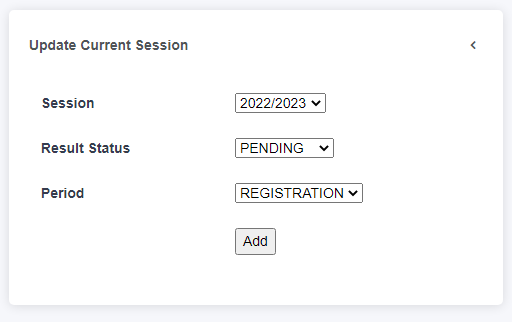 Update Current Session
Session 2022/2023
Result Status PENDING
Period REGISTRATION
Add